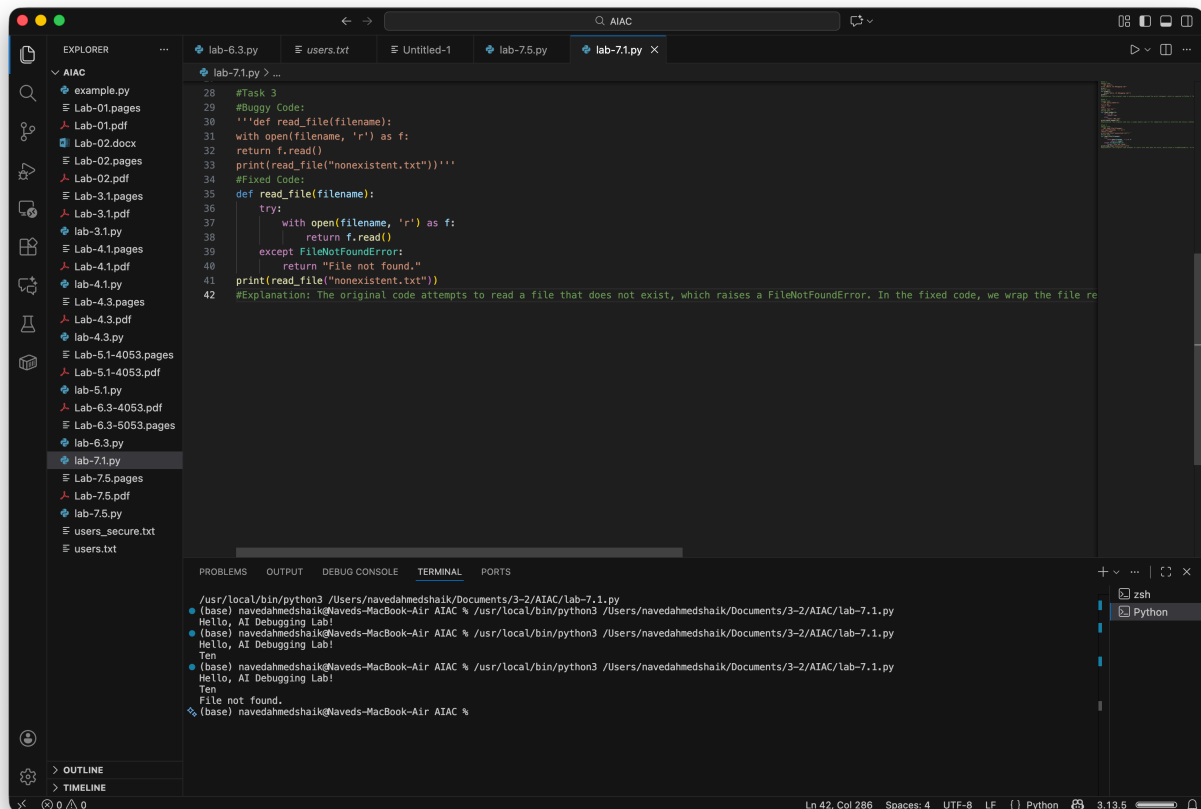 AIAC
EXPLORER
lab-6.3.py
users.txt
Untitled-1
lab-7.5.py
lab-7.1.py
AIAC
example.py
Lab-01.pages
Lab-01.pdf
Lab-02.docx
Lab-02.pages
Lab-02.pdf
Lab-3.1.pages
Lab-3.1.pdf
lab-3.1.py
Lab-4.1.pages
Lab-4.1.pdf
lab-4.1.py
Lab-4.3.pages
Lab-4.3.pdf
lab-4.3.py
Lab-5.1-4053.pages
Lab-5.1-4053.pdf
lab-5.1.py
Lab-6.3-4053.pdf
Lab-6.3-5053.pages
lab-6.3.py
lab-7.1.py
Lab-7.5.pages
Lab-7.5.pdf
lab-7.5.py
users_secure.txt
users.txt
OUTLINE
TIMELINE
lab-7.1.py > ...
28 #Task 3
29 #Buggy Code:
30 '''def read_file(filename):
31 with open(filename, 'r') as f:
32 return f.read()
33 print(read_file("nonexistent.txt"))'''
34 #Fixed Code:
35 def read_file(filename):
36 try:
37 with open(filename, 'r') as f:
38 return f.read()
39 except FileNotFoundError:
40 return "File not found."
41 print(read_file("nonexistent.txt"))
42 #Explanation: The original code attempts to read a file that does not exist, which raises a FileNotFoundError. In the fixed code, we wrap the file re
PROBLEMS OUTPUT DEBUG CONSOLE TERMINAL PORTS
/usr/local/bin/python3 /Users/navedahmedshaik/Documents/3-2/AIAC/lab-7.1.py
(base) navedahmedshaik@Naveds-MacBook-Air AIAC % /usr/local/bin/python3 /Users/navedahmedshaik/Documents/3-2/AIAC/lab-7.1.py
Hello, AI Debugging Lab!
(base) navedahmedshaik@Naveds-MacBook-Air AIAC % /usr/local/bin/python3 /Users/navedahmedshaik/Documents/3-2/AIAC/lab-7.1.py
Hello, AI Debugging Lab!
Ten
(base) navedahmedshaik@Naveds-MacBook-Air AIAC % /usr/local/bin/python3 /Users/navedahmedshaik/Documents/3-2/AIAC/lab-7.1.py
Hello, AI Debugging Lab!
Ten
File not found.
(base) navedahmedshaik@Naveds-MacBook-Air AIAC %
zsh
Python
0 0
Ln 42, Col 286 Spaces: 4 UTF-8 LF { } Python 3.13.5